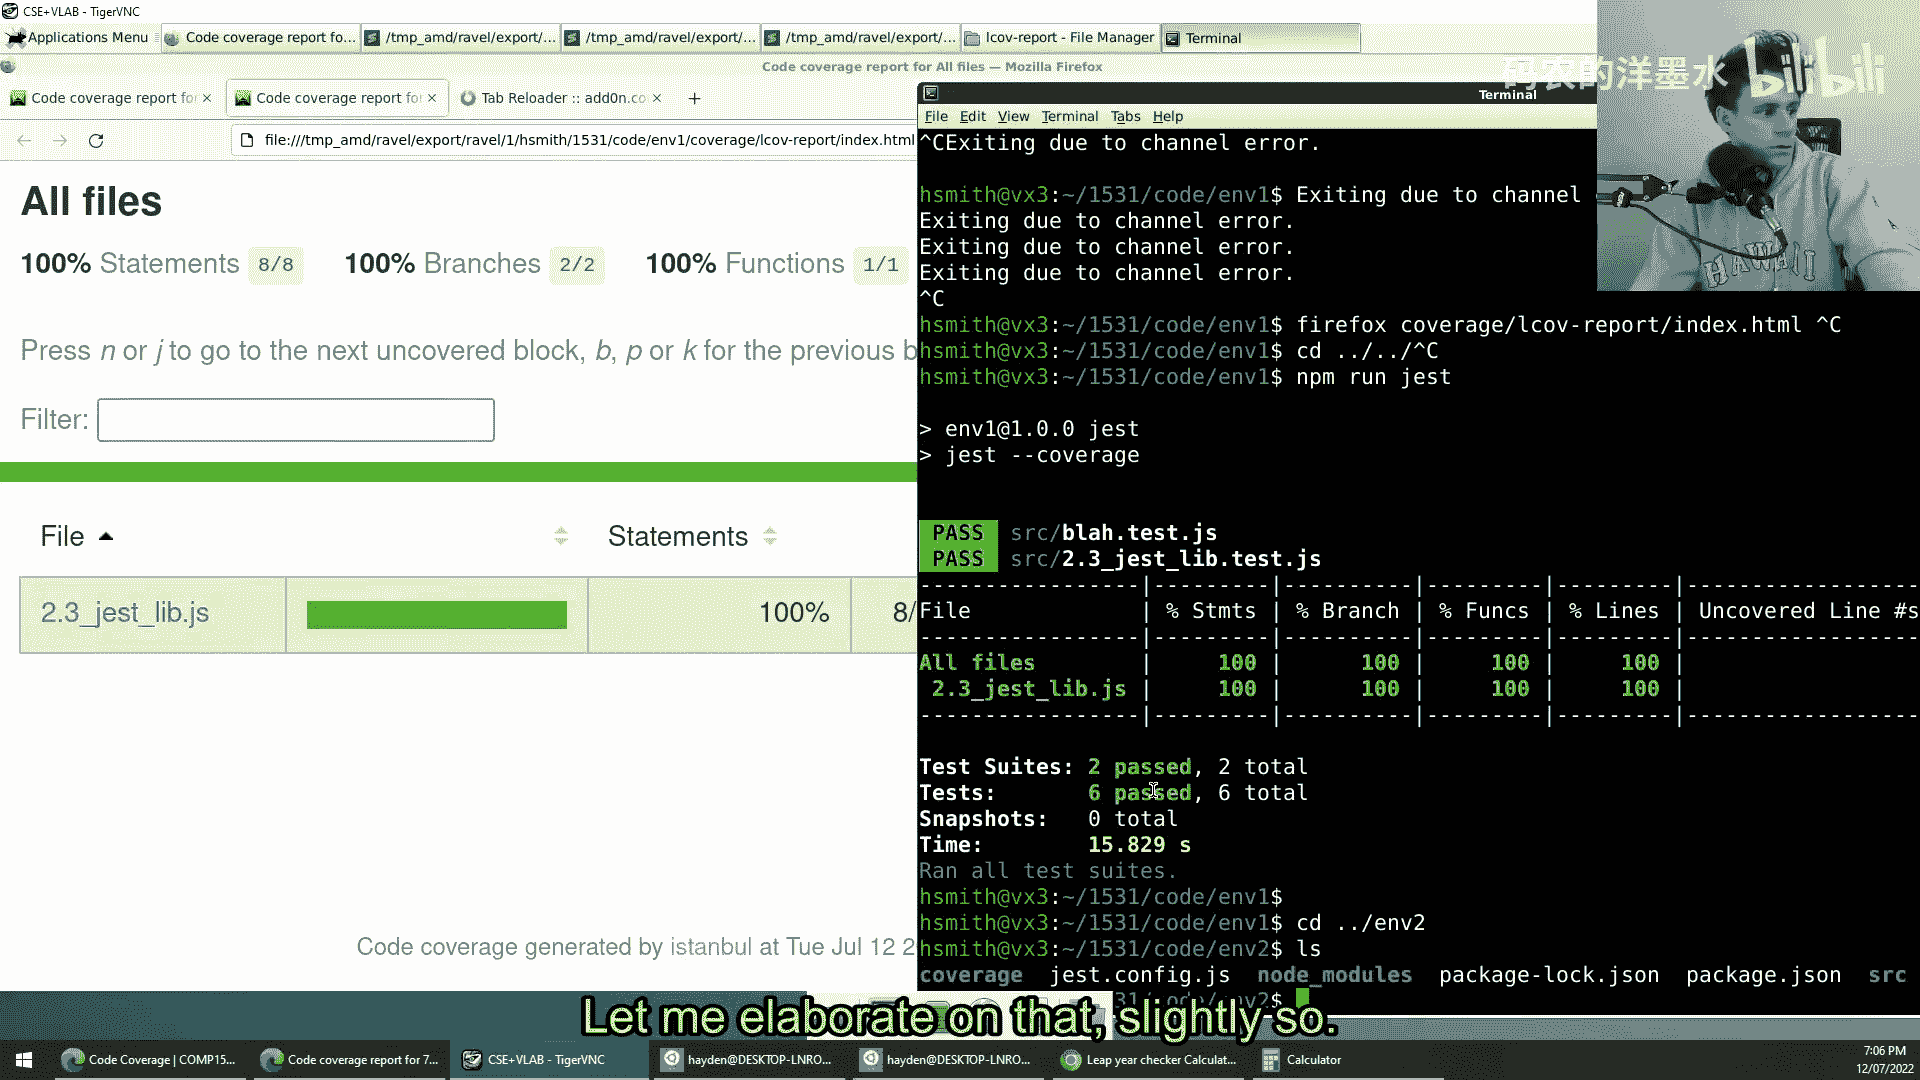 CSE+VLAB - TigerVNC
Applications Menu
Code coverage report fo...
/tmp_amd/ravel/export/...
/tmp_amd/ravel/export/...
/tmp_amd/ravel/export/...
lcov-report - File Manager
Terminal
Code coverage report for All files — Mozilla Firefox
Code coverage report for
Code coverage report fo
Tab Reloader :: add0n.co
file:///tmp_amd/ravel/export/ravel/1/hsmith/1531/code/env1/coverage/lcov-report/index.html
All files
100% Statements 8/8 100% Branches 2/2 100% Functions 1/1
Press n or j to go to the next uncovered block, b, p or k for the previous b
Filter:
File Statements
2.3_jest_lib.js 100% 8/
Code coverage generated by istanbul at Tue Jul 12 2
Terminal
File Edit View Terminal Tabs Help
^CExiting due to channel error.
hsmith@vx3:~/1531/code/env1$ Exiting due to channel
Exiting due to channel error.
Exiting due to channel error.
Exiting due to channel error.
^C
hsmith@vx3:~/1531/code/env1$ firefox coverage/lcov-report/index.html ^C
hsmith@vx3:~/1531/code/env1$ cd ../../^C
hsmith@vx3:~/1531/code/env1$ npm run jest
> env1@1.0.0 jest
> jest --coverage
PASS src/blah.test.js
PASS src/2.3_jest_lib.test.js
-----------------|---------|----------|---------|---------|------------------
File | % Stmts | % Branch | % Funcs | % Lines | Uncovered Line #s
-----------------|---------|----------|---------|---------|------------------
All files | 100 | 100 | 100 | 100 |
2.3_jest_lib.js | 100 | 100 | 100 | 100 |
-----------------|---------|----------|---------|---------|------------------
Test Suites: 2 passed, 2 total
Tests: 6 passed, 6 total
Snapshots: 0 total
Time: 15.829 s
Ran all test suites.
hsmith@vx3:~/1531/code/env1$
hsmith@vx3:~/1531/code/env1$ cd ../env2
hsmith@vx3:~/1531/code/env2$ ls
coverage jest.config.js node_modules package-lock.json package.json src
码农的洋墨水 bilibili
HAWAII
Let me elaborate on that, slightly so.
Code Coverage | COMP15...
Code coverage report for 7...
CSE+VLAB - TigerVNC
hayden@DESKTOP-LNRO...
hayden@DESKTOP-LNRO...
Leap year checker Calculat...
Calculator
7:06 PM
12/07/2022